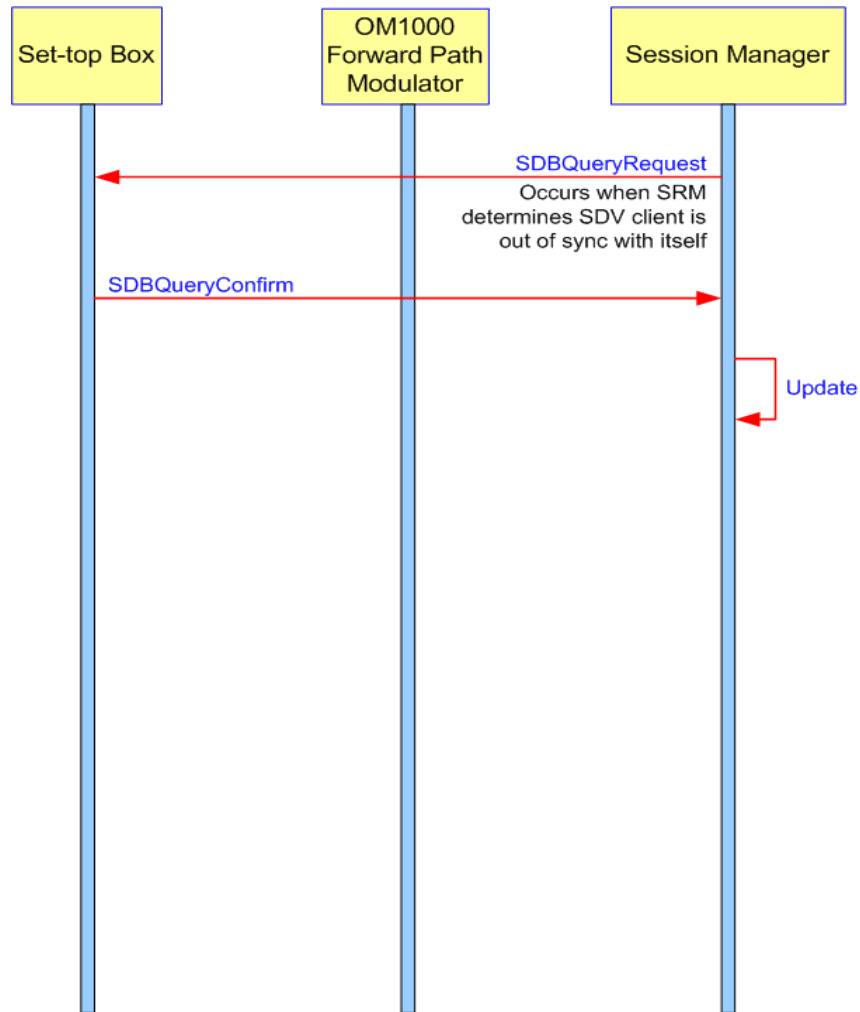 Set-top Box
OM1000
Forward Path
Modulator
Session Manager
SDBQueryRequest
Occurs when SRM
determines SDV client is
out of sync with itself
SDBQueryConfirm
Update